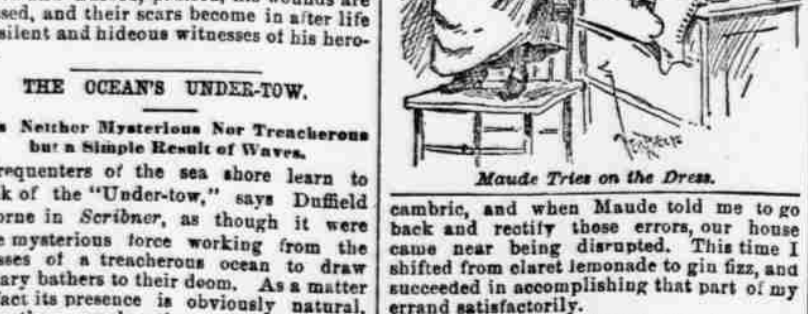 sed, and their scars become in after life
silent and hideous witnesses of his hero-
THE OCEAN'S UNDER-TOW.
Neither Mysterious Nor Treacherous
but a Simple Result of Waves.
requenters of the sea shore learn to
k of the "Under-tow," says Duffield
orne in Scribner, as though it were
e mysterious force working from the
sses of a treacherous ocean to draw
ary bathers to their doom. As a matter
fact its presence is obviously natural.
Maude Tries on the Dress.
cambric, and when Maude told me to go
back and rectify those errors, our house
came near being disrupted. This time I
shifted from claret lemonade to gin fizz, and
succeeded in accomplishing that part of my
errand satisfactorily.